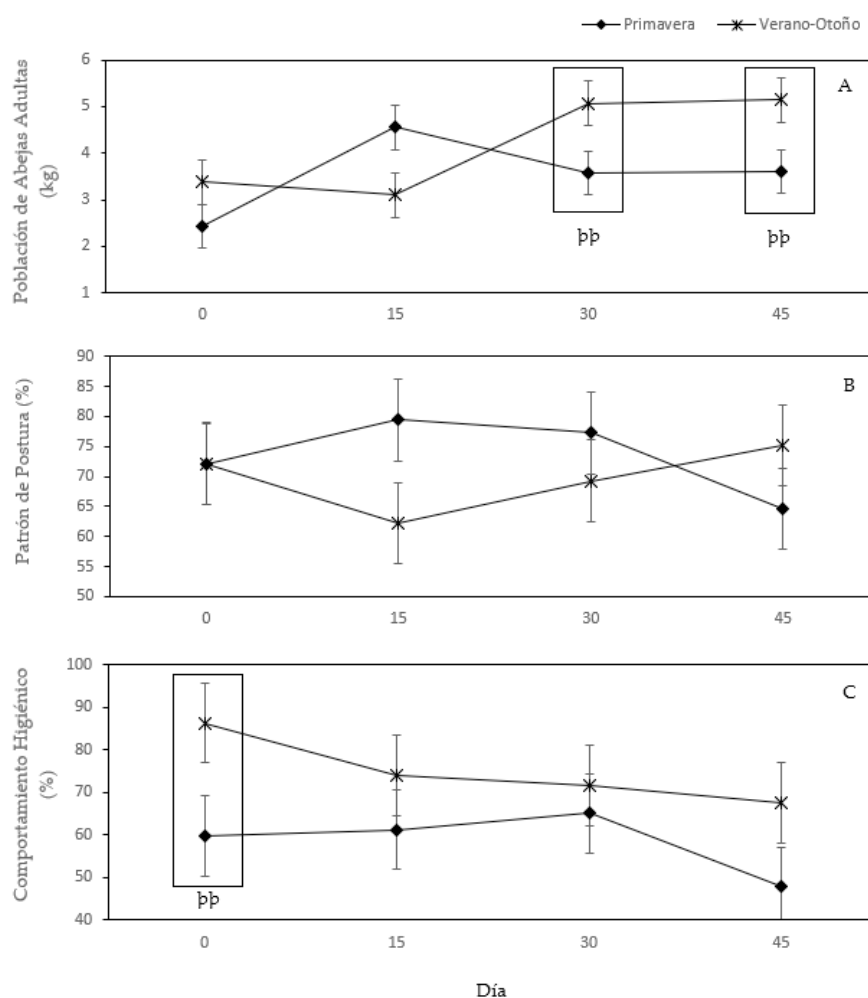 Primavera Verano-Otoño
A
Población de Abejas Adultas
(kg)
6
5
4
3
2
1
þþ þþ
0 15 30 45
B
Patrón de Postura (%)
90
85
80
75
70
65
60
55
50
0 15 30 45
C
Comportamiento Higiénico
(%)
100
90
80
70
60
50
40
þþ
0 15 30 45
Día